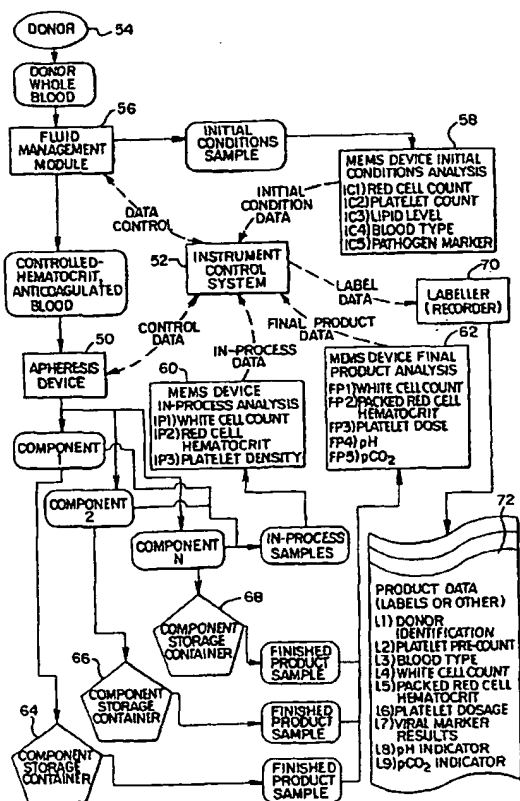 DONOR
54
DONOR
WHOLE
BLOOD
56
FLUID
MANAGEMENT
MODULE
INITIAL
CONDITIONS
SAMPLE
58
MEMS DEVICE INITIAL
CONDITIONS ANALYSIS
IC1) RED CELL COUNT
IC2) PLATELET COUNT
IC3) LIPID LEVEL
IC4) BLOOD TYPE
IC5) PATHOGEN MARKER
INITIAL
CONDITION
DATA
DATA
CONTROL
52
INSTRUMENT
CONTROL
SYSTEM
LABEL
DATA
70
LABELLER
(RECORDER)
CONTROLLED-
HEMATOCRIT,
ANTICOAGULATED
BLOOD
CONTROL
DATA
FINAL PRODUCT
DATA
IN-PROCESS
DATA
50
APHERESIS
DEVICE
60
MEMS DEVICE
IN-PROCESS ANALYSIS
IP1) WHITE CELL COUNT
IP2) RED CELL
HEMATOCRIT
IP3) PLATELET DENSITY
62
MEMS DEVICE FINAL
PRODUCT ANALYSIS
FP1) WHITE CELL COUNT
FP2) PACKED RED CELL
HEMATOCRIT
FP3) PLATELET DOSE
FP4) pH
FP5) pCO2
COMPONENT
COMPONENT
2
COMPONENT
N
IN-PROCESS
SAMPLES
72
PRODUCT DATA
(LABELS OR OTHER)
L1) DONOR
IDENTIFICATION
L2) PLATELET PRE-COUNT
L3) BLOOD TYPE
L4) WHITE CELL COUNT
L5) PACKED RED CELL
HEMATOCRIT
L6) PLATELET DOSAGE
L7) VIRAL MARKER
RESULTS
L8) pH INDICATOR
L9) pCO2 INDICATOR
68
COMPONENT
STORAGE
CONTAINER
FINISHED
PRODUCT
SAMPLE
66
COMPONENT
STORAGE
CONTAINER
FINISHED
PRODUCT
SAMPLE
64
COMPONENT
STORAGE
CONTAINER
FINISHED
PRODUCT
SAMPLE